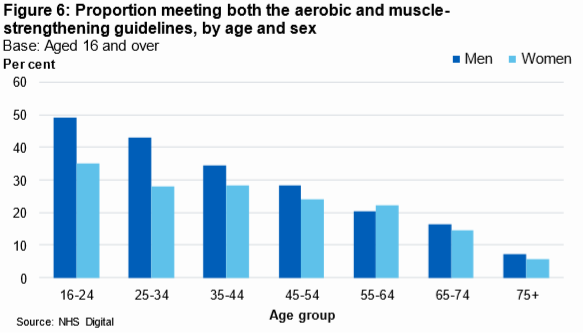 Figure 6: Proportion meeting both the aerobic and muscle-
strengthening guidelines, by age and sex
Base: Aged 16 and over
Per cent
Men
Women
60
50
40
30
20
10
0
16-24
25-34
35-44
45-54
55-64
65-74
75+
Age group
Source: NHS Digital